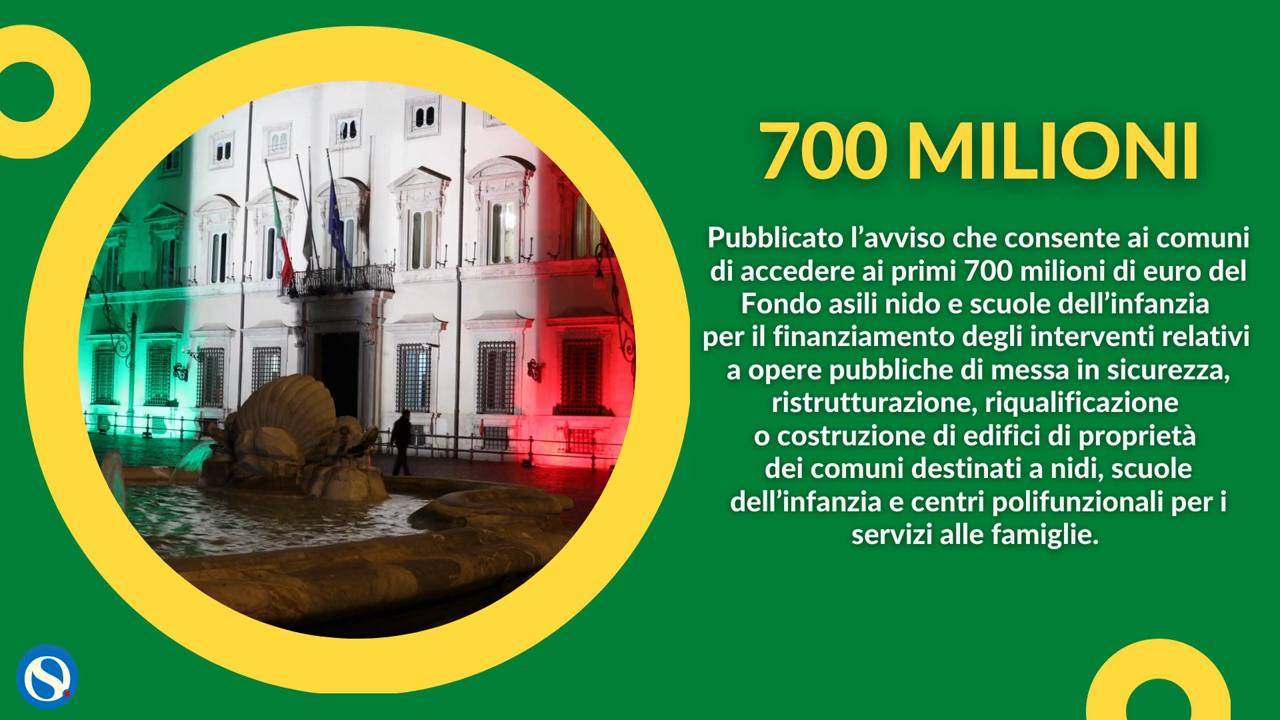 700 MILIONI
Pubblicato l’avviso che consente ai comuni
di accedere ai primi 700 milioni di euro del
Fondo asili nido e scuole dell’infanzia
per il finanziamento degli interventi relativi
a opere pubbliche di messa in sicurezza,
ristrutturazione, riqualificazione
o costruzione di edifici di proprietà
dei comuni destinati a nidi, scuole
dell’infanzia e centri polifunzionali per i
servizi alle famiglie.
S